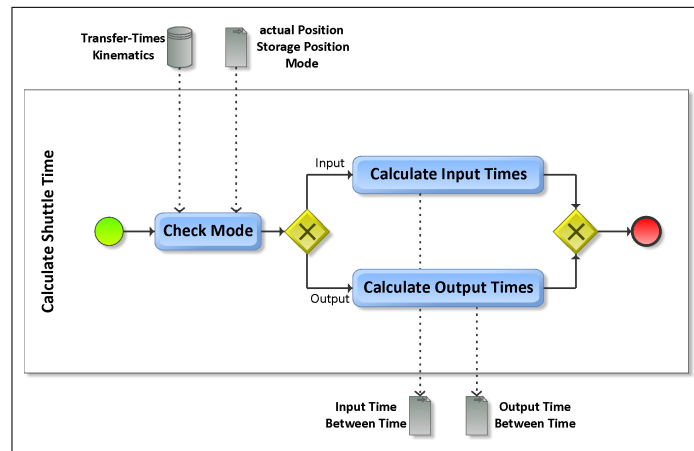 Transfer-Times
Kinematics
actual Position
Storage Position
Mode
Calculate Shuttle Time
Check Mode
Input
Output
Calculate Input Times
Calculate Output Times
Input Time
Between Time
Output Time
Between Time